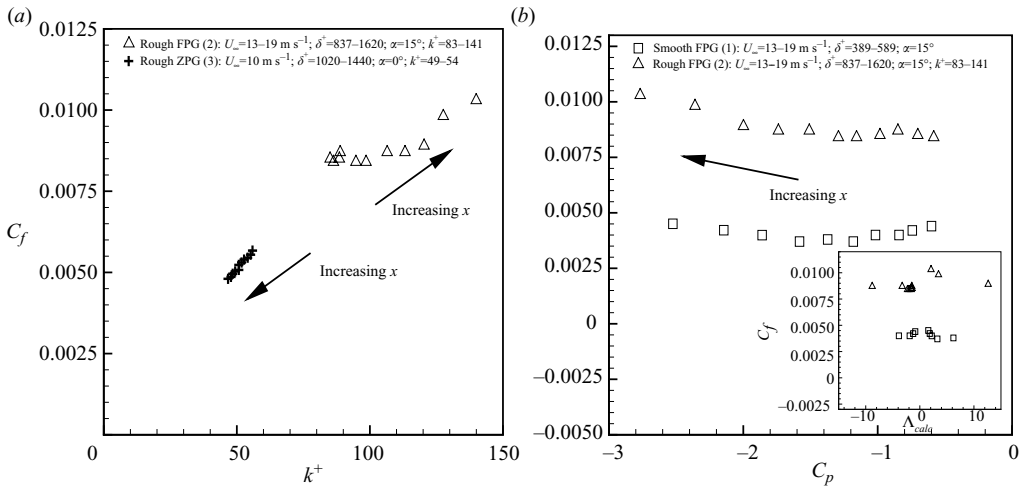 (a)
0.0125
0.0100
0.0075
0.0050
0.0025
C_f
Rough FPG (2): U_∞=13–19 m s⁻¹; δ⁺=837–1620; α=15°; k⁺=83–141
Rough ZPG (3): U_∞=10 m s⁻¹; δ⁺=1020–1440; α=0°; k⁺=49–54
Increasing x
Increasing x
0 50 100 150
k⁺
(b)
0.0125
0.0100
0.0075
0.0050
0.0025
0
−0.0025
−0.0050
Smooth FPG (1): U_∞=13–19 m s⁻¹; δ⁺=389–589; α=15°
Rough FPG (2): U_∞=13–19 m s⁻¹; δ⁺=837–1620; α=15°; k⁺=83–141
Increasing x
−3 −2 −1 0
C_p
0.0100
0.0075
0.0050
0.0025
0
−0.0025
C_f
−10 0 10
Λ_calc